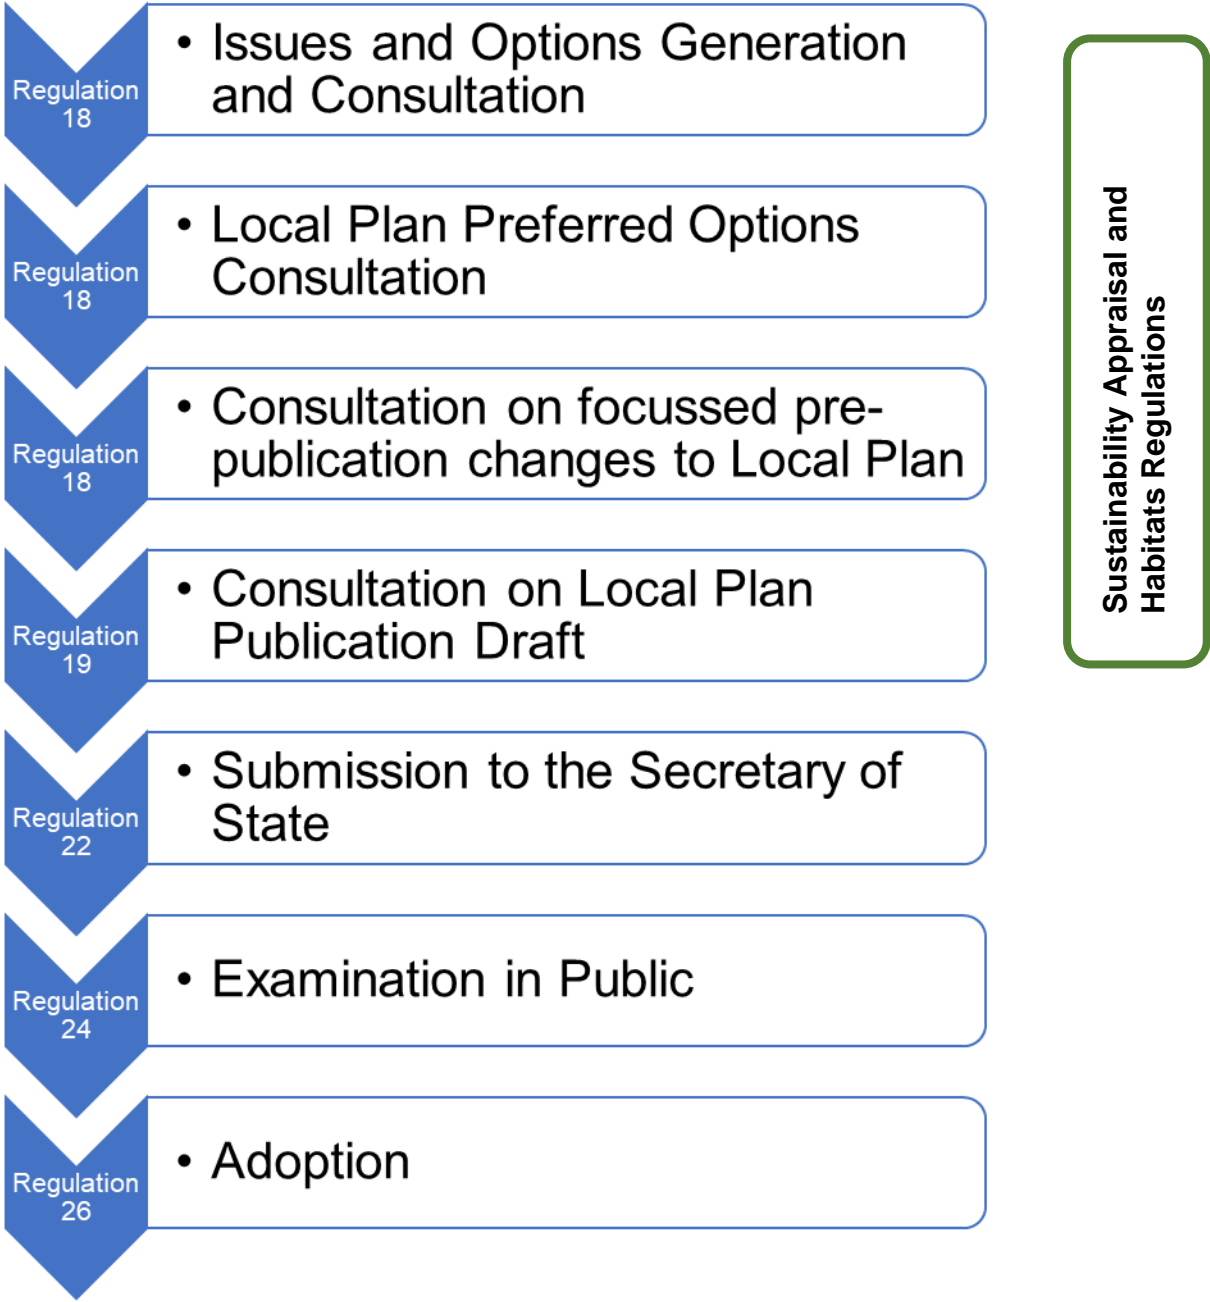 Regulation
18
• Issues and Options Generation
and Consultation
Regulation
18
• Local Plan Preferred Options
Consultation
Regulation
18
• Consultation on focussed pre-
publication changes to Local Plan
Regulation
19
• Consultation on Local Plan
Publication Draft
Regulation
22
• Submission to the Secretary of
State
Regulation
24
• Examination in Public
Regulation
26
• Adoption
Sustainability Appraisal and
Habitats Regulations